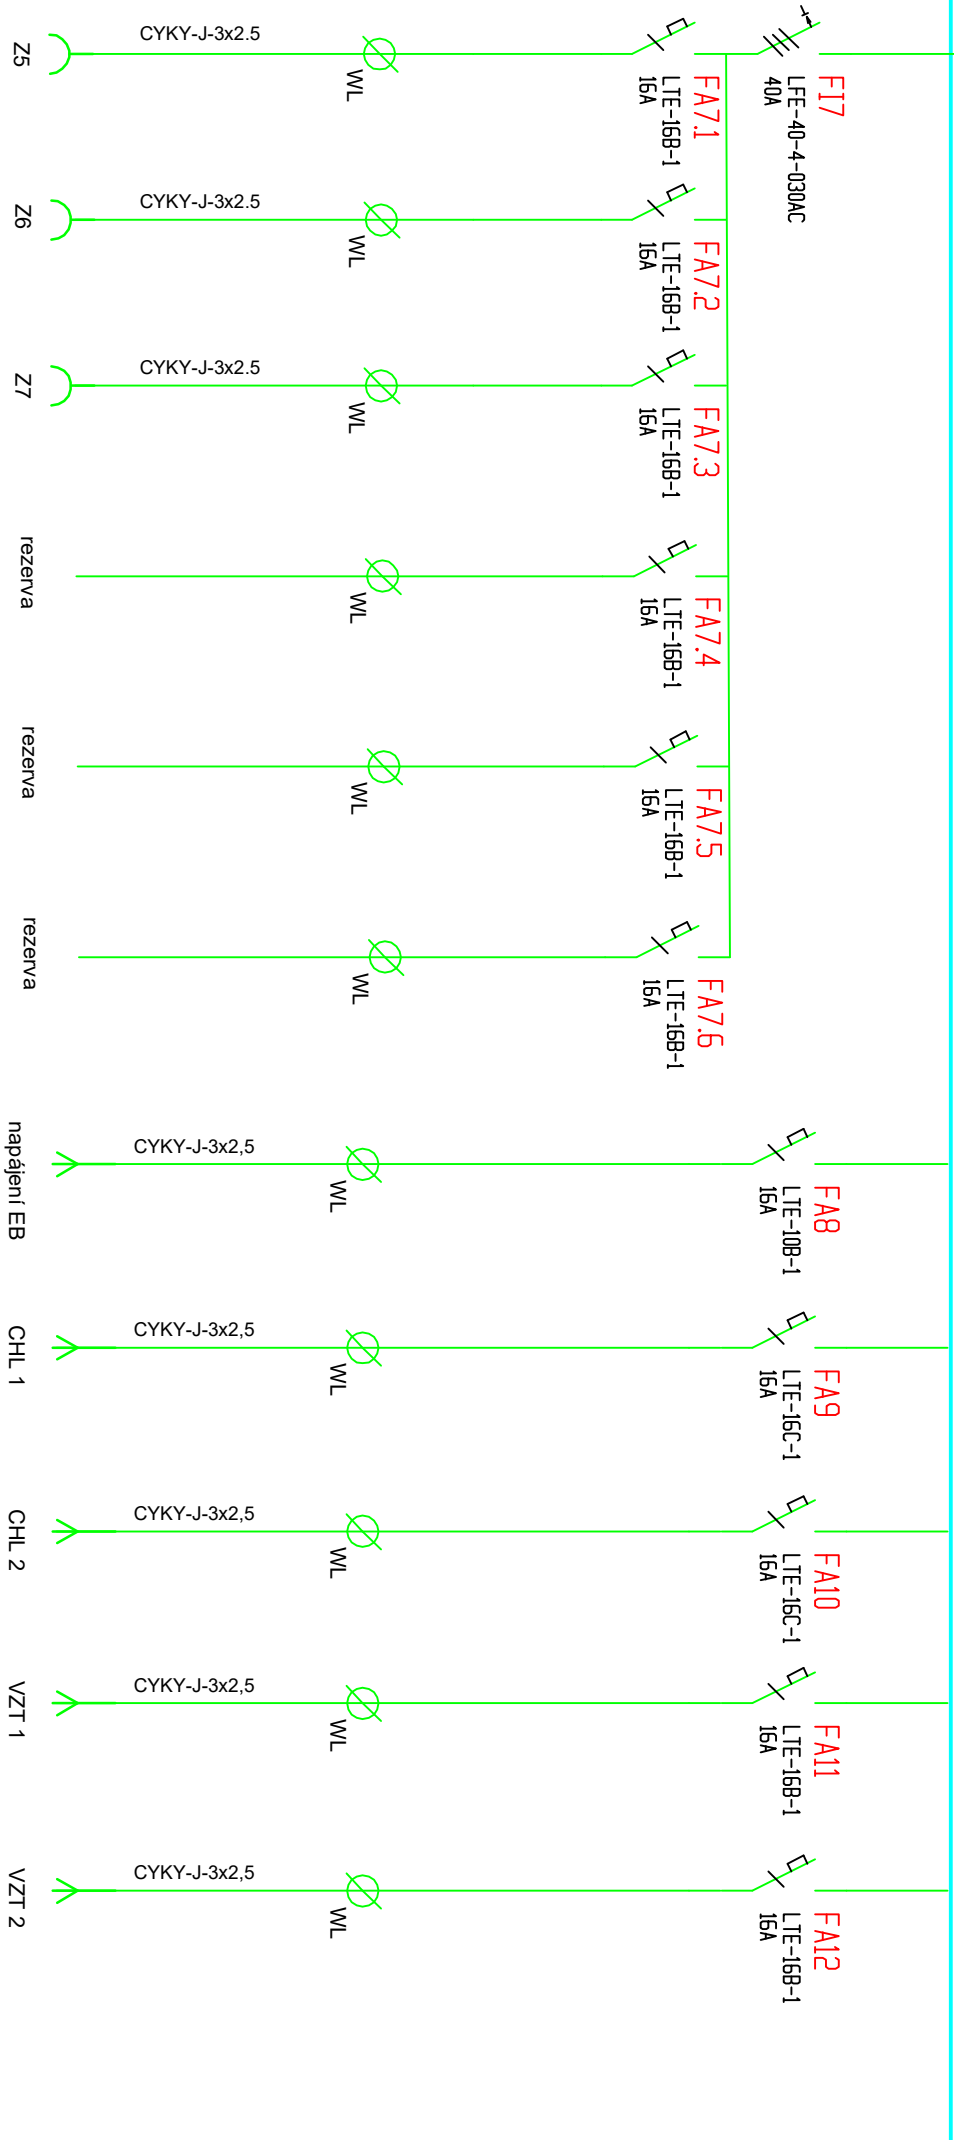 FI7
LFE-40-4-030AC
40A
Z5
CYKY-J-3x2.5
WL
FA7.1
LTE-16B-1
16A
Z6
CYKY-J-3x2.5
WL
FA7.2
LTE-16B-1
16A
Z7
CYKY-J-3x2.5
WL
FA7.3
LTE-16B-1
16A
rezerva
WL
FA7.4
LTE-16B-1
16A
rezerva
WL
FA7.5
LTE-16B-1
16A
rezerva
WL
FA7.6
LTE-16B-1
16A
napájení EB
CYKY-J-3x2,5
WL
FA8
LTE-10B-1
16A
CHL 1
CYKY-J-3x2,5
WL
FA9
LTE-16C-1
16A
CHL 2
CYKY-J-3x2,5
WL
FA10
LTE-16C-1
16A
VZT 1
CYKY-J-3x2,5
WL
FA11
LTE-16B-1
16A
VZT 2
CYKY-J-3x2,5
WL
FA12
LTE-16B-1
16A